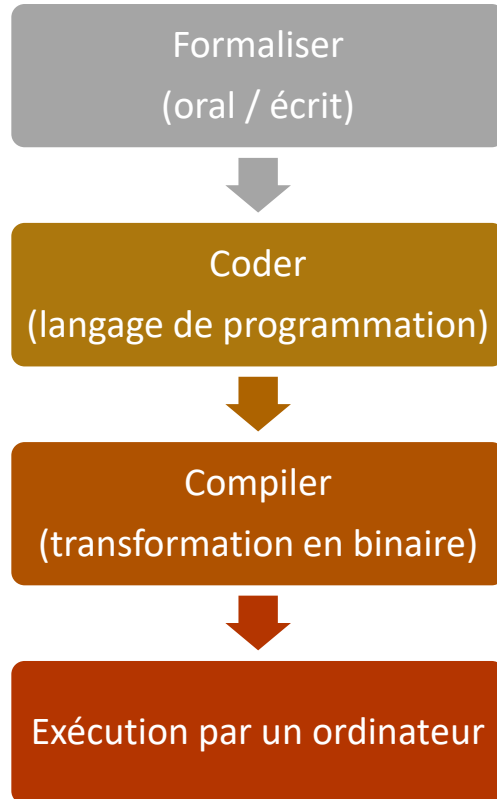 Formaliser
(oral / écrit)
Coder
(langage de programmation)
Compiler
(transformation en binaire)
Exécution par un ordinateur